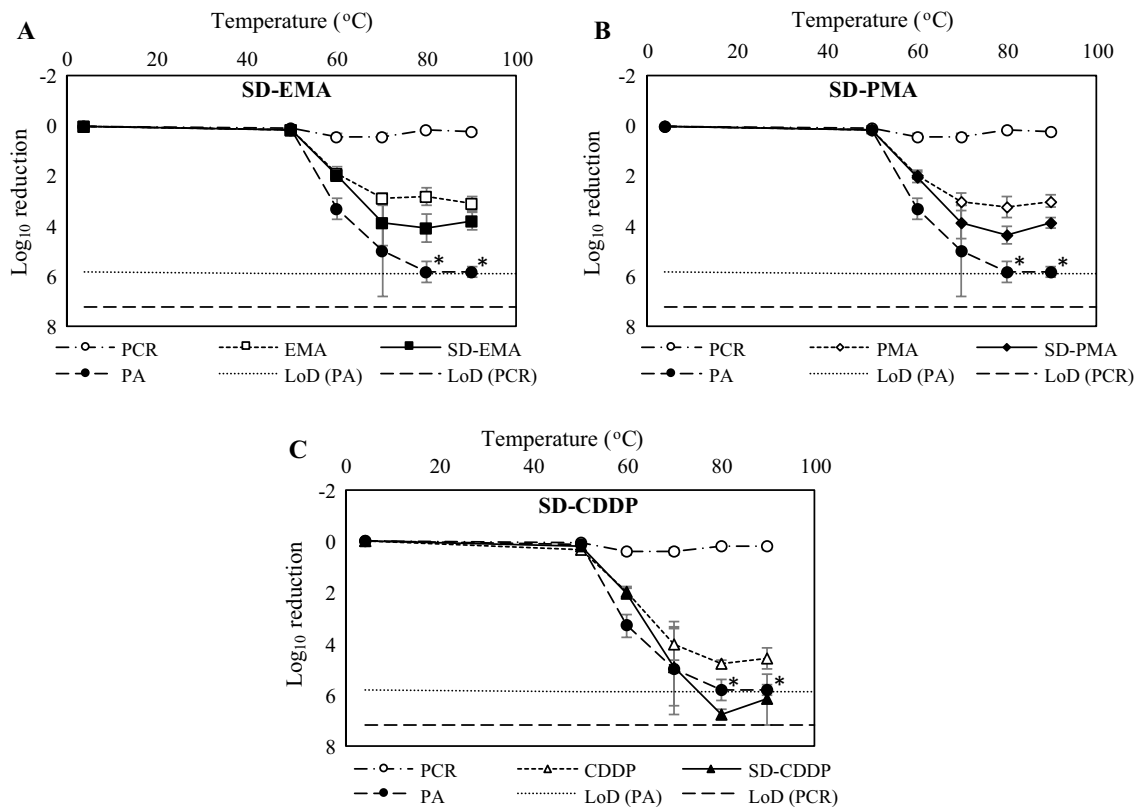 A
Temperature (°C)
0 20 40 60 80 100
-2
0
2
4
6
8
Log₁₀ reduction
SD-EMA
*
*
PCR EMA SD-EMA
PA LoD (PA) LoD (PCR)
B
Temperature (°C)
0 20 40 60 80 100
-2
0
2
4
6
8
Log₁₀ reduction
SD-PMA
*
*
PCR PMA SD-PMA
PA LoD (PA) LoD (PCR)
C
Temperature (°C)
0 20 40 60 80 100
-2
0
2
4
6
8
Log₁₀ reduction
SD-CDDP
*
*
PCR CDDP SD-CDDP
PA LoD (PA) LoD (PCR)